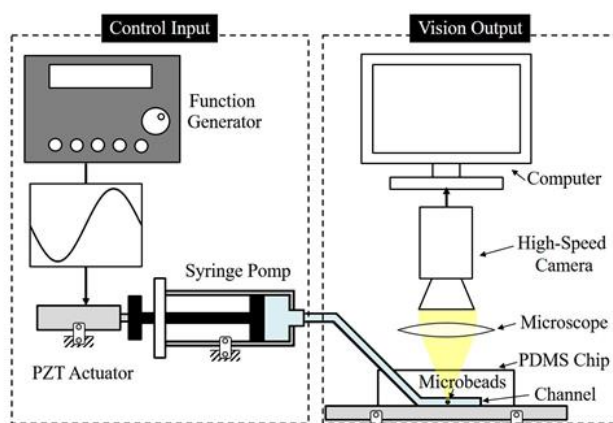 Control Input
Vision Output
Function
Generator
Syringe Pomp
PZT Actuator
Computer
High-Speed
Camera
Microscope
PDMS Chip
Microbeads
Channel